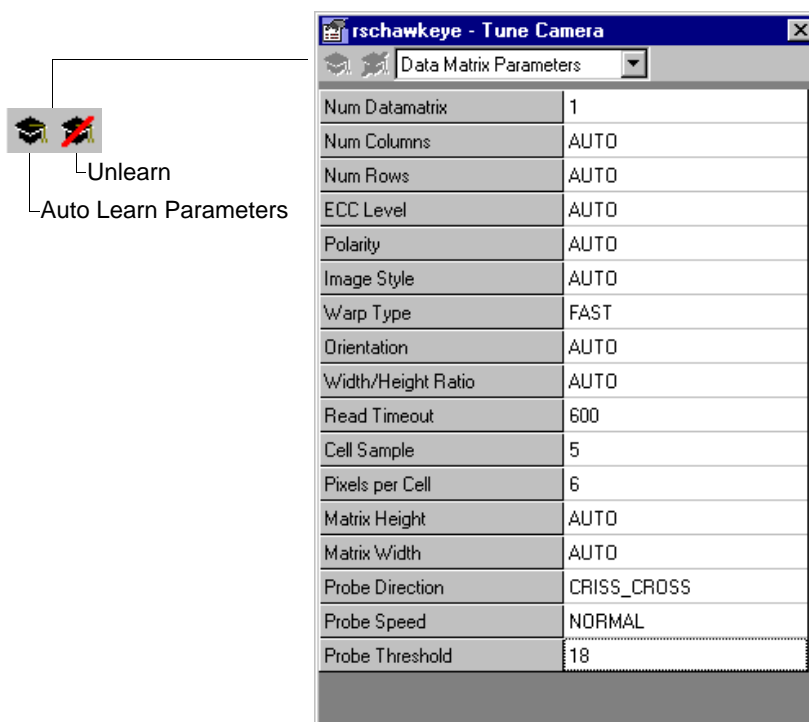 rschawkeye - Tune Camera
Data Matrix Parameters
Unlearn
Auto Learn Parameters
Num Datamatrix 1
Num Columns AUTO
Num Rows AUTO
ECC Level AUTO
Polarity AUTO
Image Style AUTO
Warp Type FAST
Orientation AUTO
Width/Height Ratio AUTO
Read Timeout 600
Cell Sample 5
Pixels per Cell 6
Matrix Height AUTO
Matrix Width AUTO
Probe Direction CRISS_CROSS
Probe Speed NORMAL
Probe Threshold 18